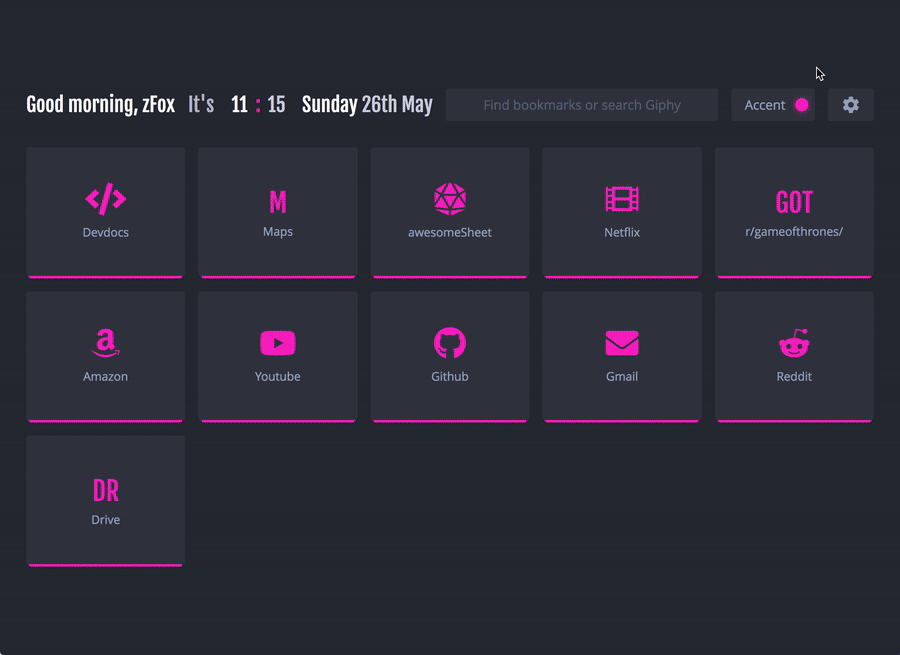 Good morning, zFox It's 11 : 15 Sunday 26th May Find bookmarks or search Giphy Accent
M GOT
Devdocs Maps awesomeSheet Netflix r/gameofthrones/
Amazon Youtube Github Gmail Reddit
DR
Drive